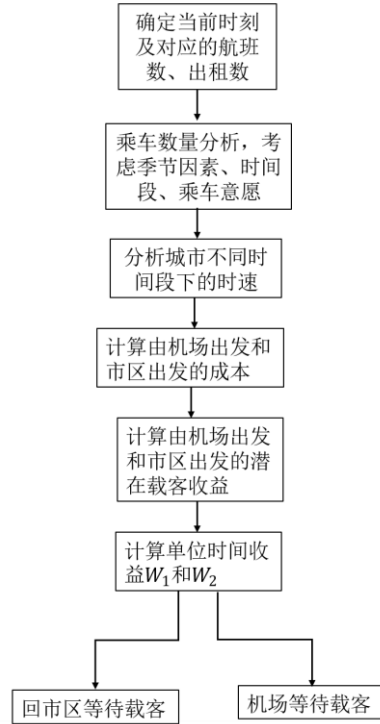 确定当前时刻
及对应的航班
数、出租数
乘车数量分析，考
虑季节因素、时间
段、乘车意愿
分析城市不同时
间段下的时速
计算由机场出发和
市区出发的成本
计算由机场出发
和市区出发的潜
在载客收益
计算单位时间收
益W₁和W₂
回市区等待载客
机场等待载客